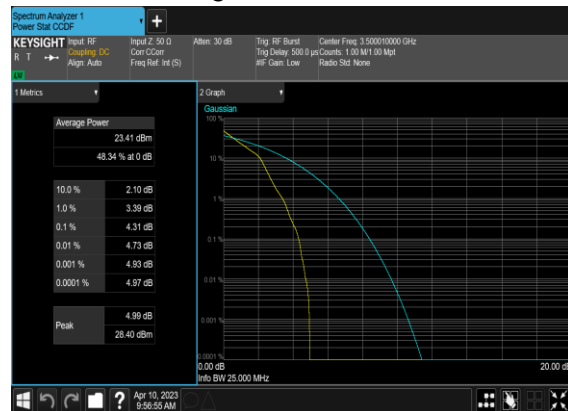 Spectrum Analyzer 1
Power Stat CCDF
KEYSIGHT
R T
LW
Input: RF
Coupling: DC
Align: Auto
Input Z: 50 Ω
Corr CCorr
Freq Ref: Int (S)
Atten: 30 dB
Trig: RF Burst
Trig Delay: 500.0 µs
#IF Gain: Low
Center Freq: 3.500010000 GHz
Counts: 1.00 M/1.00 Mpt
Radio Std: None
1 Metrics
Average Power
23.41 dBm
48.34 % at 0 dB
10.0 % 2.10 dB
1.0 % 3.39 dB
0.1 % 4.31 dB
0.01 % 4.73 dB
0.001 % 4.93 dB
0.0001 % 4.97 dB
Peak
4.99 dB
28.40 dBm
2 Graph
Gaussian
100 %
10 %
1 %
0.1 %
0.01 %
0.001 %
0.0001 %
0.00 dB
20.00 dB
Info BW 25.000 MHz
?
Apr 10, 2023
9:56:55 AM